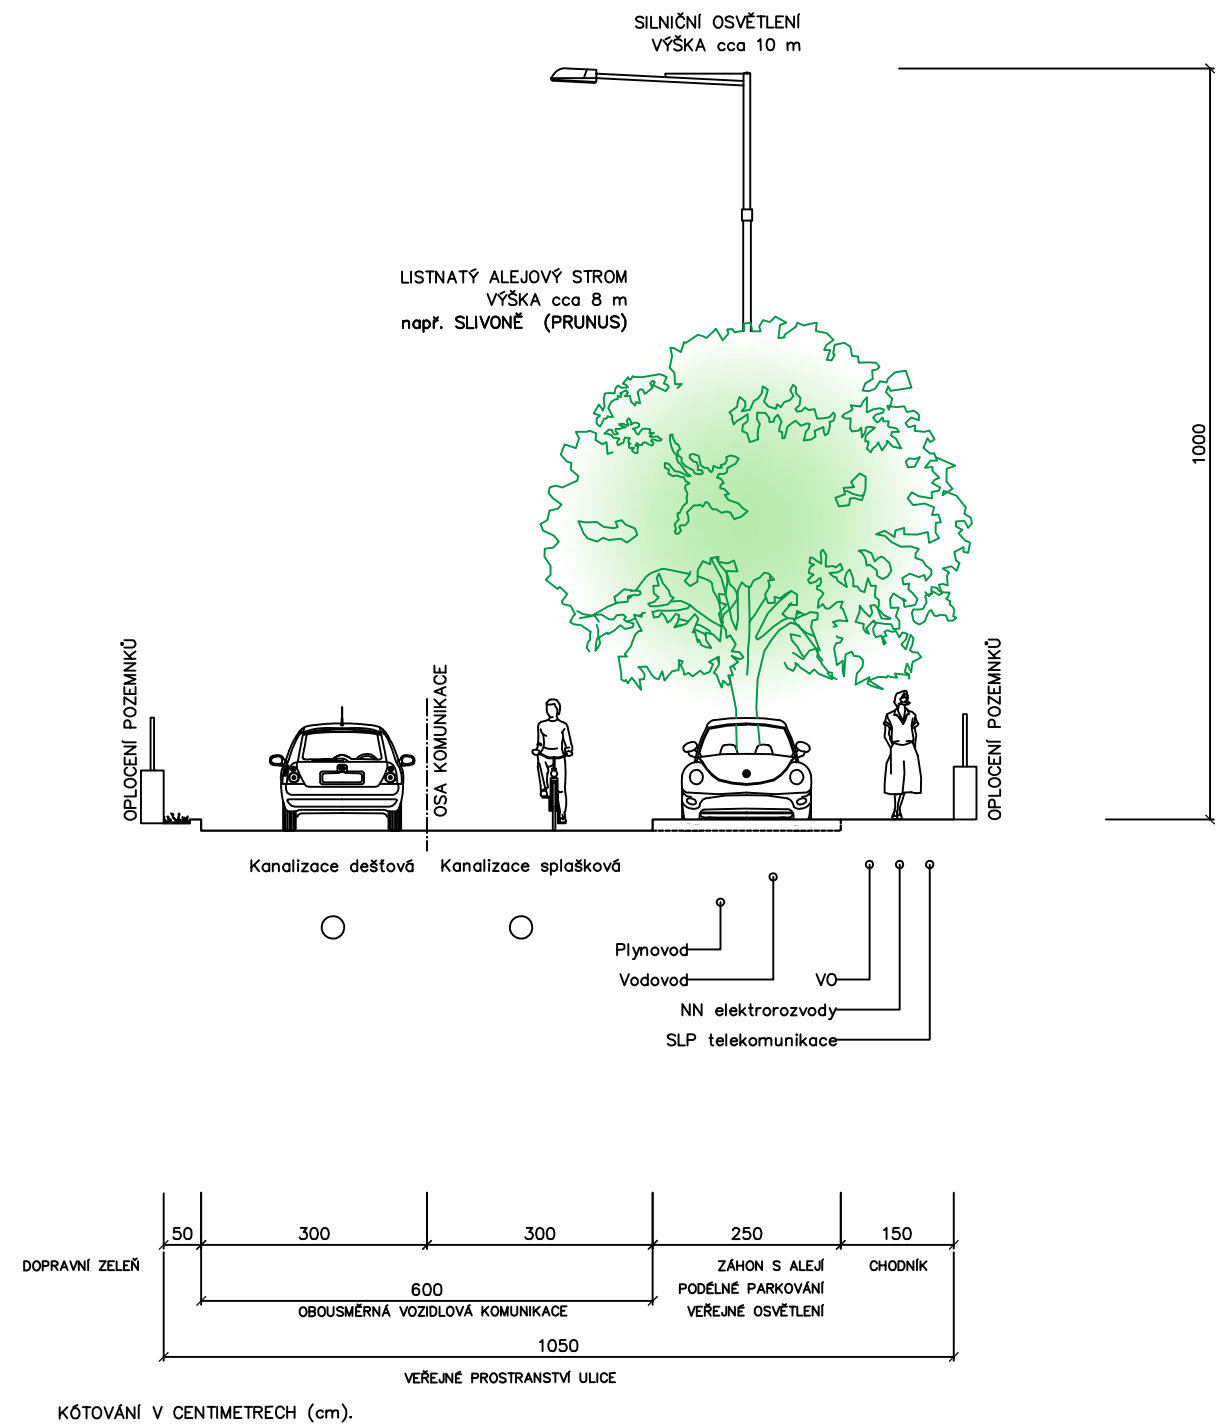 SILNIČNÍ OSVĚTLENÍ
VÝŠKA cca 10 m
LISTNATÝ ALEJOVÝ STROM
VÝŠKA cca 8 m
např. SLIVONĚ (PRUNUS)
1000
OPLOCENÍ POZEMNKŮ
OSA KOMUNIKACE
OPLOCENÍ POZEMNKŮ
Kanalizace dešťová
Kanalizace splašková
Plynovod
Vodovod
VO
NN elektrorozvody
SLP telekomunikace
50
300
300
250
150
DOPRAVNÍ ZELEŇ
ZÁHON S ALEJÍ
PODÉLNÉ PARKOVÁNÍ
VEŘEJNÉ OSVĚTLENÍ
CHODNÍK
600
OBOUSMĚRNÁ VOZIDLOVÁ KOMUNIKACE
1050
VEŘEJNÉ PROSTRANSTVÍ ULICE
KÓTOVÁNÍ V CENTIMETRECH (cm).